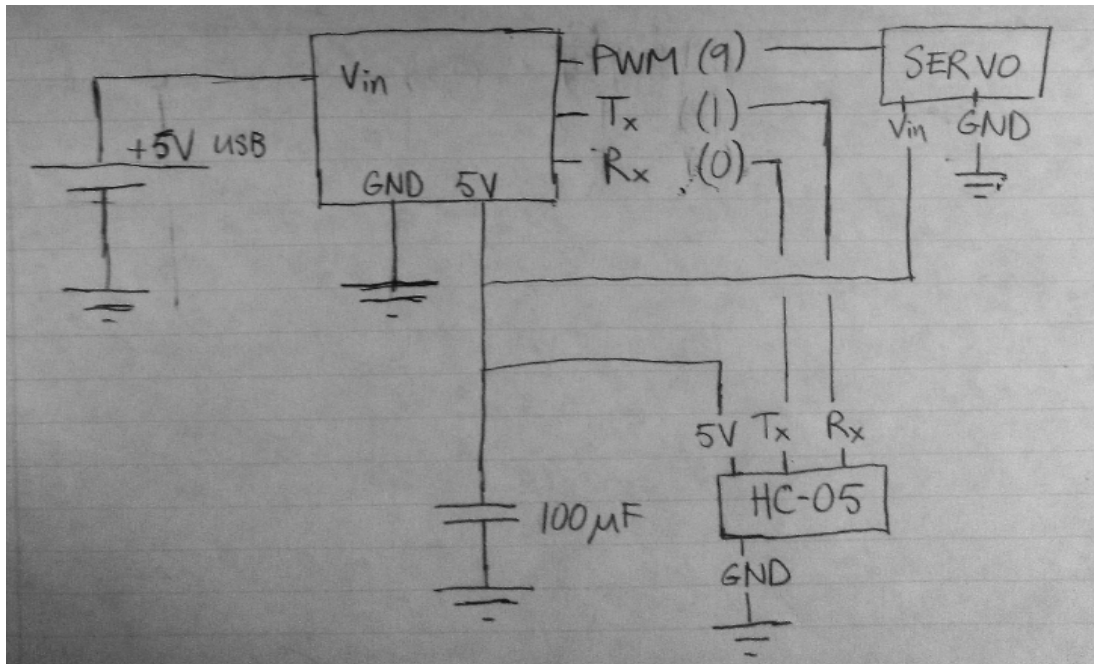 Vin
PWM (9)
SERVO
Tx (1)
Vin GND
+5V USB
Rx (0)
GND 5V
5V Tx Rx
HC-05
100μF
GND